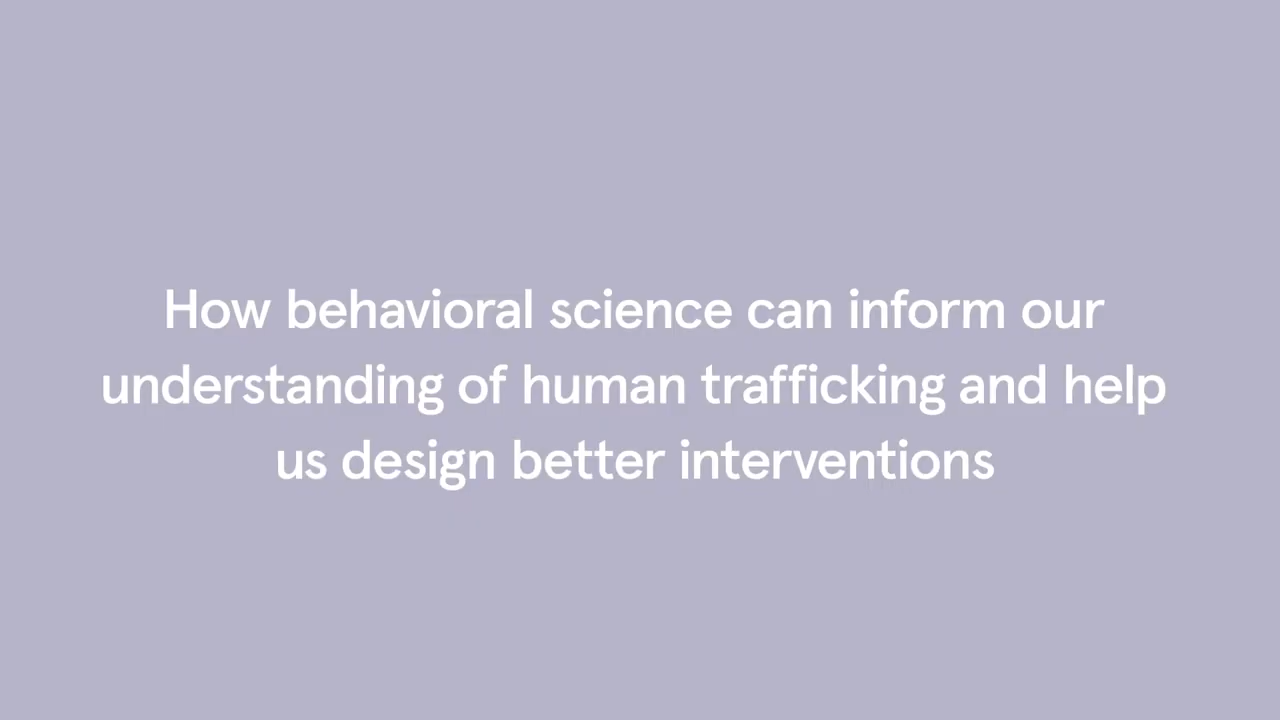 How behavioral science can inform our
understanding of human trafficking and help
us design better interventions